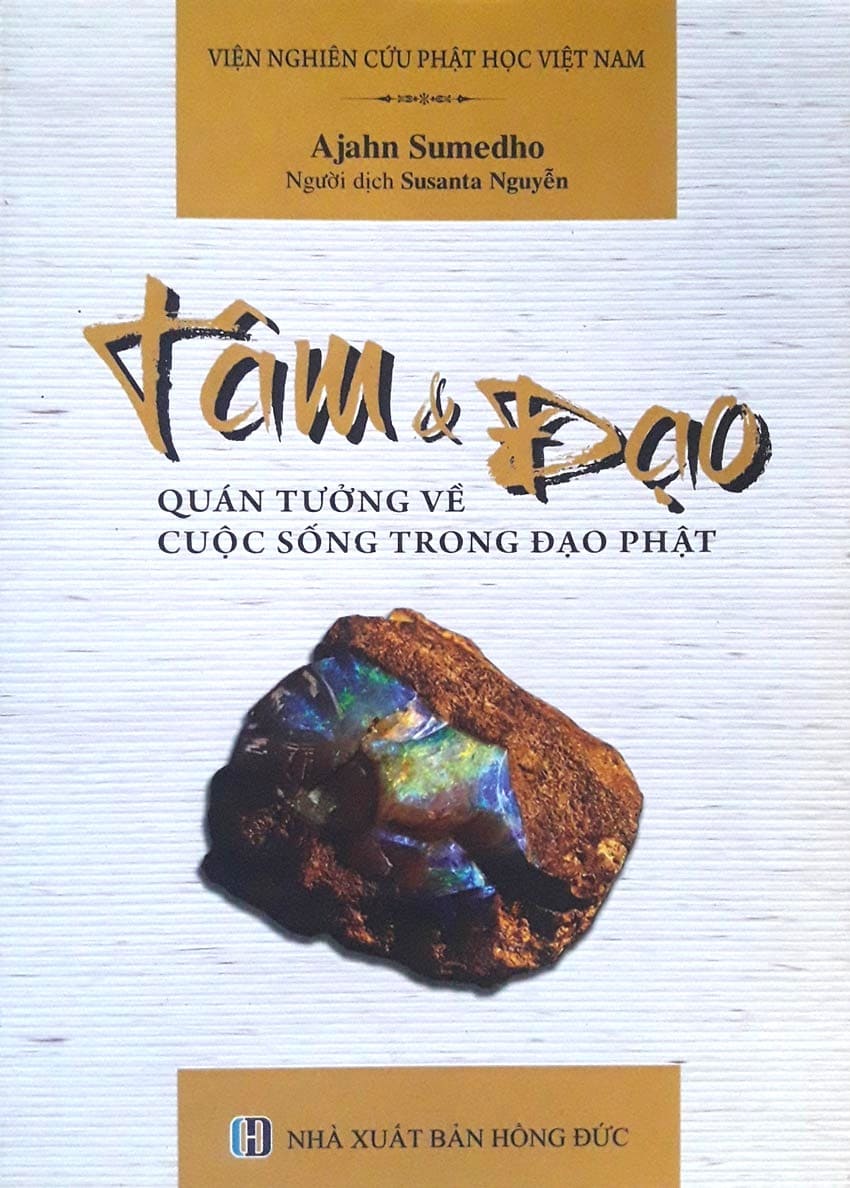 VIỆN NGHIÊN CỨU PHẬT HỌC VIỆT NAM
Ajahn Sumedho
Người dịch Susanta Nguyễn
Tâm & Đạo
QUÁN TƯỞNG VỀ
CUỘC SỐNG TRONG ĐẠO PHẬT
NHÀ XUẤT BẢN HỒNG ĐỨC